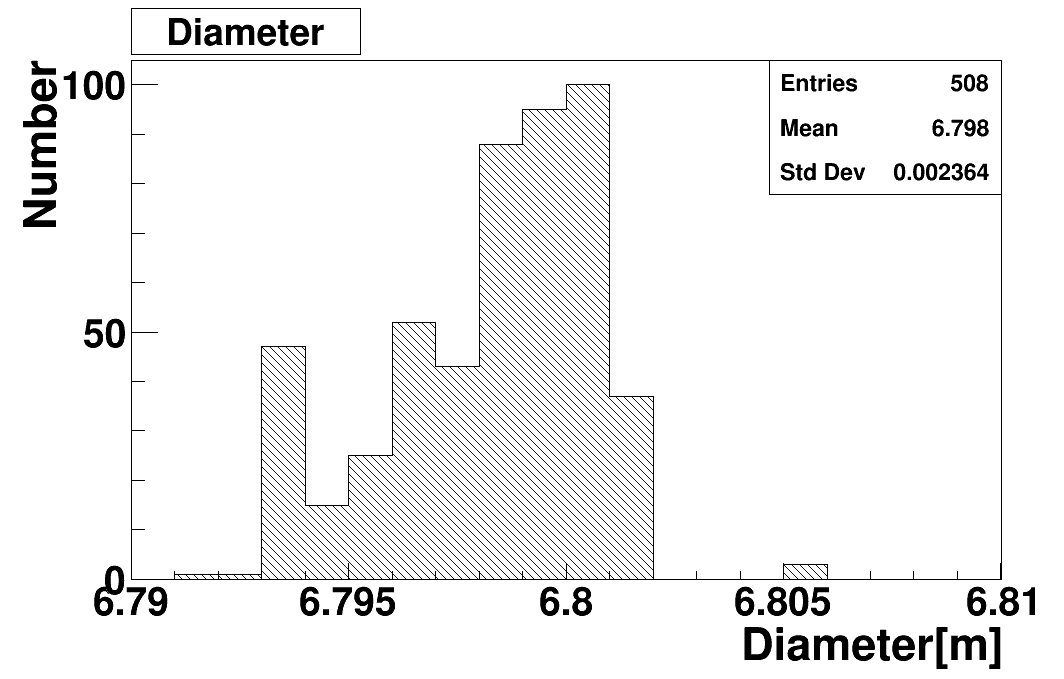 Diameter
Number
100
50
0
Entries 508
Mean 6.798
Std Dev 0.002364
6.79 6.795 6.8 6.805 6.81
Diameter[m]